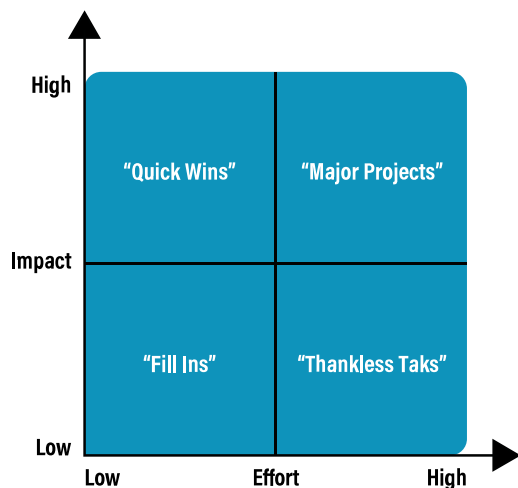 High
“Quick Wins”
“Major Projects”
Impact
“Fill Ins”
“Thankless Taks”
Low
Low
Effort
High